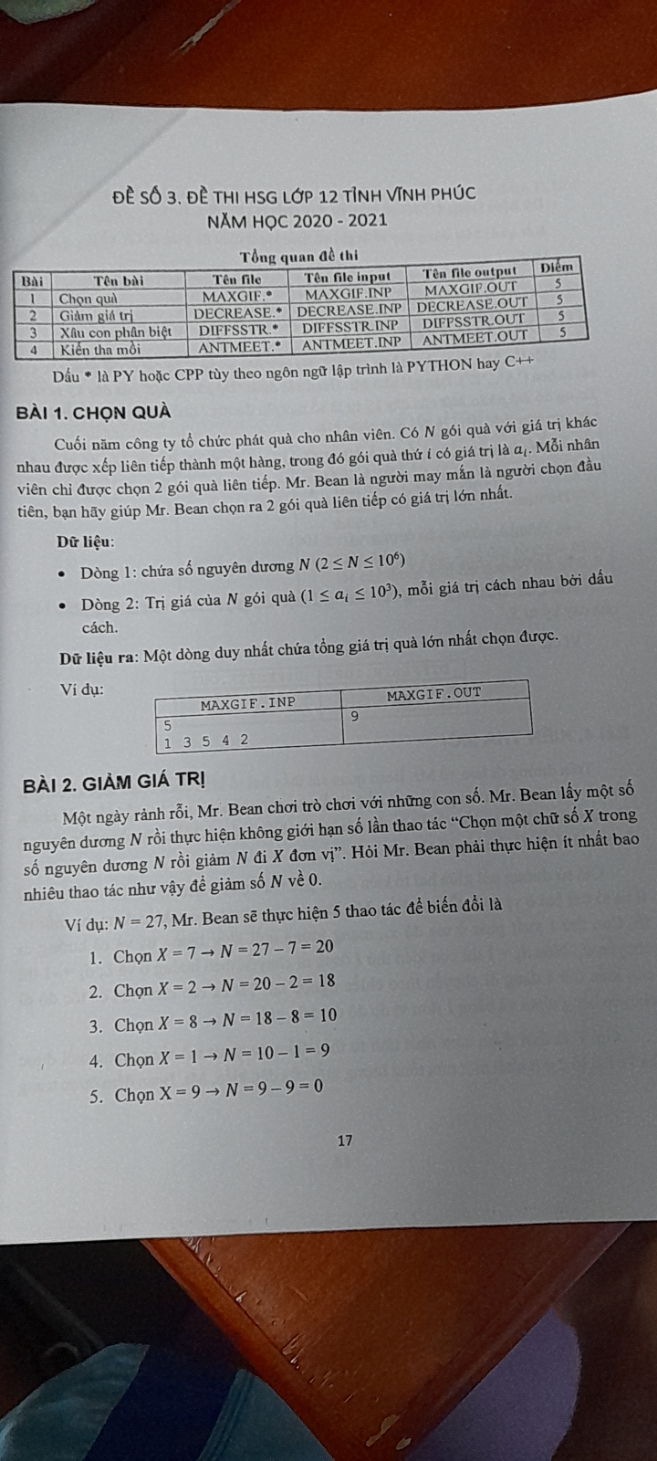 ĐỀ SỐ 3. ĐỀ THI HSG LỚP 12 TỈNH VĨNH PHÚC
NĂM HỌC 2020 - 2021
Tổng quan đề thi
Bài Tên bài Tên file Tên file input Tên file output Điểm
1 Chọn quà MAXGIF.* MAXGIF.INP MAXGIF.OUT 5
2 Giảm giá trị DECREASE.* DECREASE.INP DECREASE.OUT 5
3 Xâu con phân biệt DIFFSSTR.* DIFFSSTR.INP DIFFSSTR.OUT 5
4 Kiến tha mồi ANTMEET.* ANTMEET.INP ANTMEET.OUT 5
Dấu * là PY hoặc CPP tùy theo ngôn ngữ lập trình là PYTHON hay C++
BÀI 1. CHỌN QUÀ
Cuối năm công ty tổ chức phát quà cho nhân viên. Có N gói quà với giá trị khác
nhau được xếp liên tiếp thành một hàng, trong đó gói quà thứ i có giá trị là aᵢ. Mỗi nhân
viên chỉ được chọn 2 gói quà liên tiếp. Mr. Bean là người may mắn là người chọn đầu
tiên, bạn hãy giúp Mr. Bean chọn ra 2 gói quà liên tiếp có giá trị lớn nhất.
Dữ liệu:
• Dòng 1: chứa số nguyên dương N (2 ≤ N ≤ 10⁶)
• Dòng 2: Trị giá của N gói quà (1 ≤ aᵢ ≤ 10³), mỗi giá trị cách nhau bởi dấu
cách.
Dữ liệu ra: Một dòng duy nhất chứa tổng giá trị quà lớn nhất chọn được.
Ví dụ:
MAXGIF.INP MAXGIF.OUT
5 9
1 3 5 4 2
BÀI 2. GIẢM GIÁ TRỊ
Một ngày rảnh rỗi, Mr. Bean chơi trò chơi với những con số. Mr. Bean lấy một số
nguyên dương N rồi thực hiện không giới hạn số lần thao tác “Chọn một chữ số X trong
số nguyên dương N rồi giảm N đi X đơn vị”. Hỏi Mr. Bean phải thực hiện ít nhất bao
nhiêu thao tác như vậy để giảm số N về 0.
Ví dụ: N = 27, Mr. Bean sẽ thực hiện 5 thao tác để biến đổi là
1. Chọn X = 7 → N = 27 − 7 = 20
2. Chọn X = 2 → N = 20 − 2 = 18
3. Chọn X = 8 → N = 18 − 8 = 10
4. Chọn X = 1 → N = 10 − 1 = 9
5. Chọn X = 9 → N = 9 − 9 = 0
17